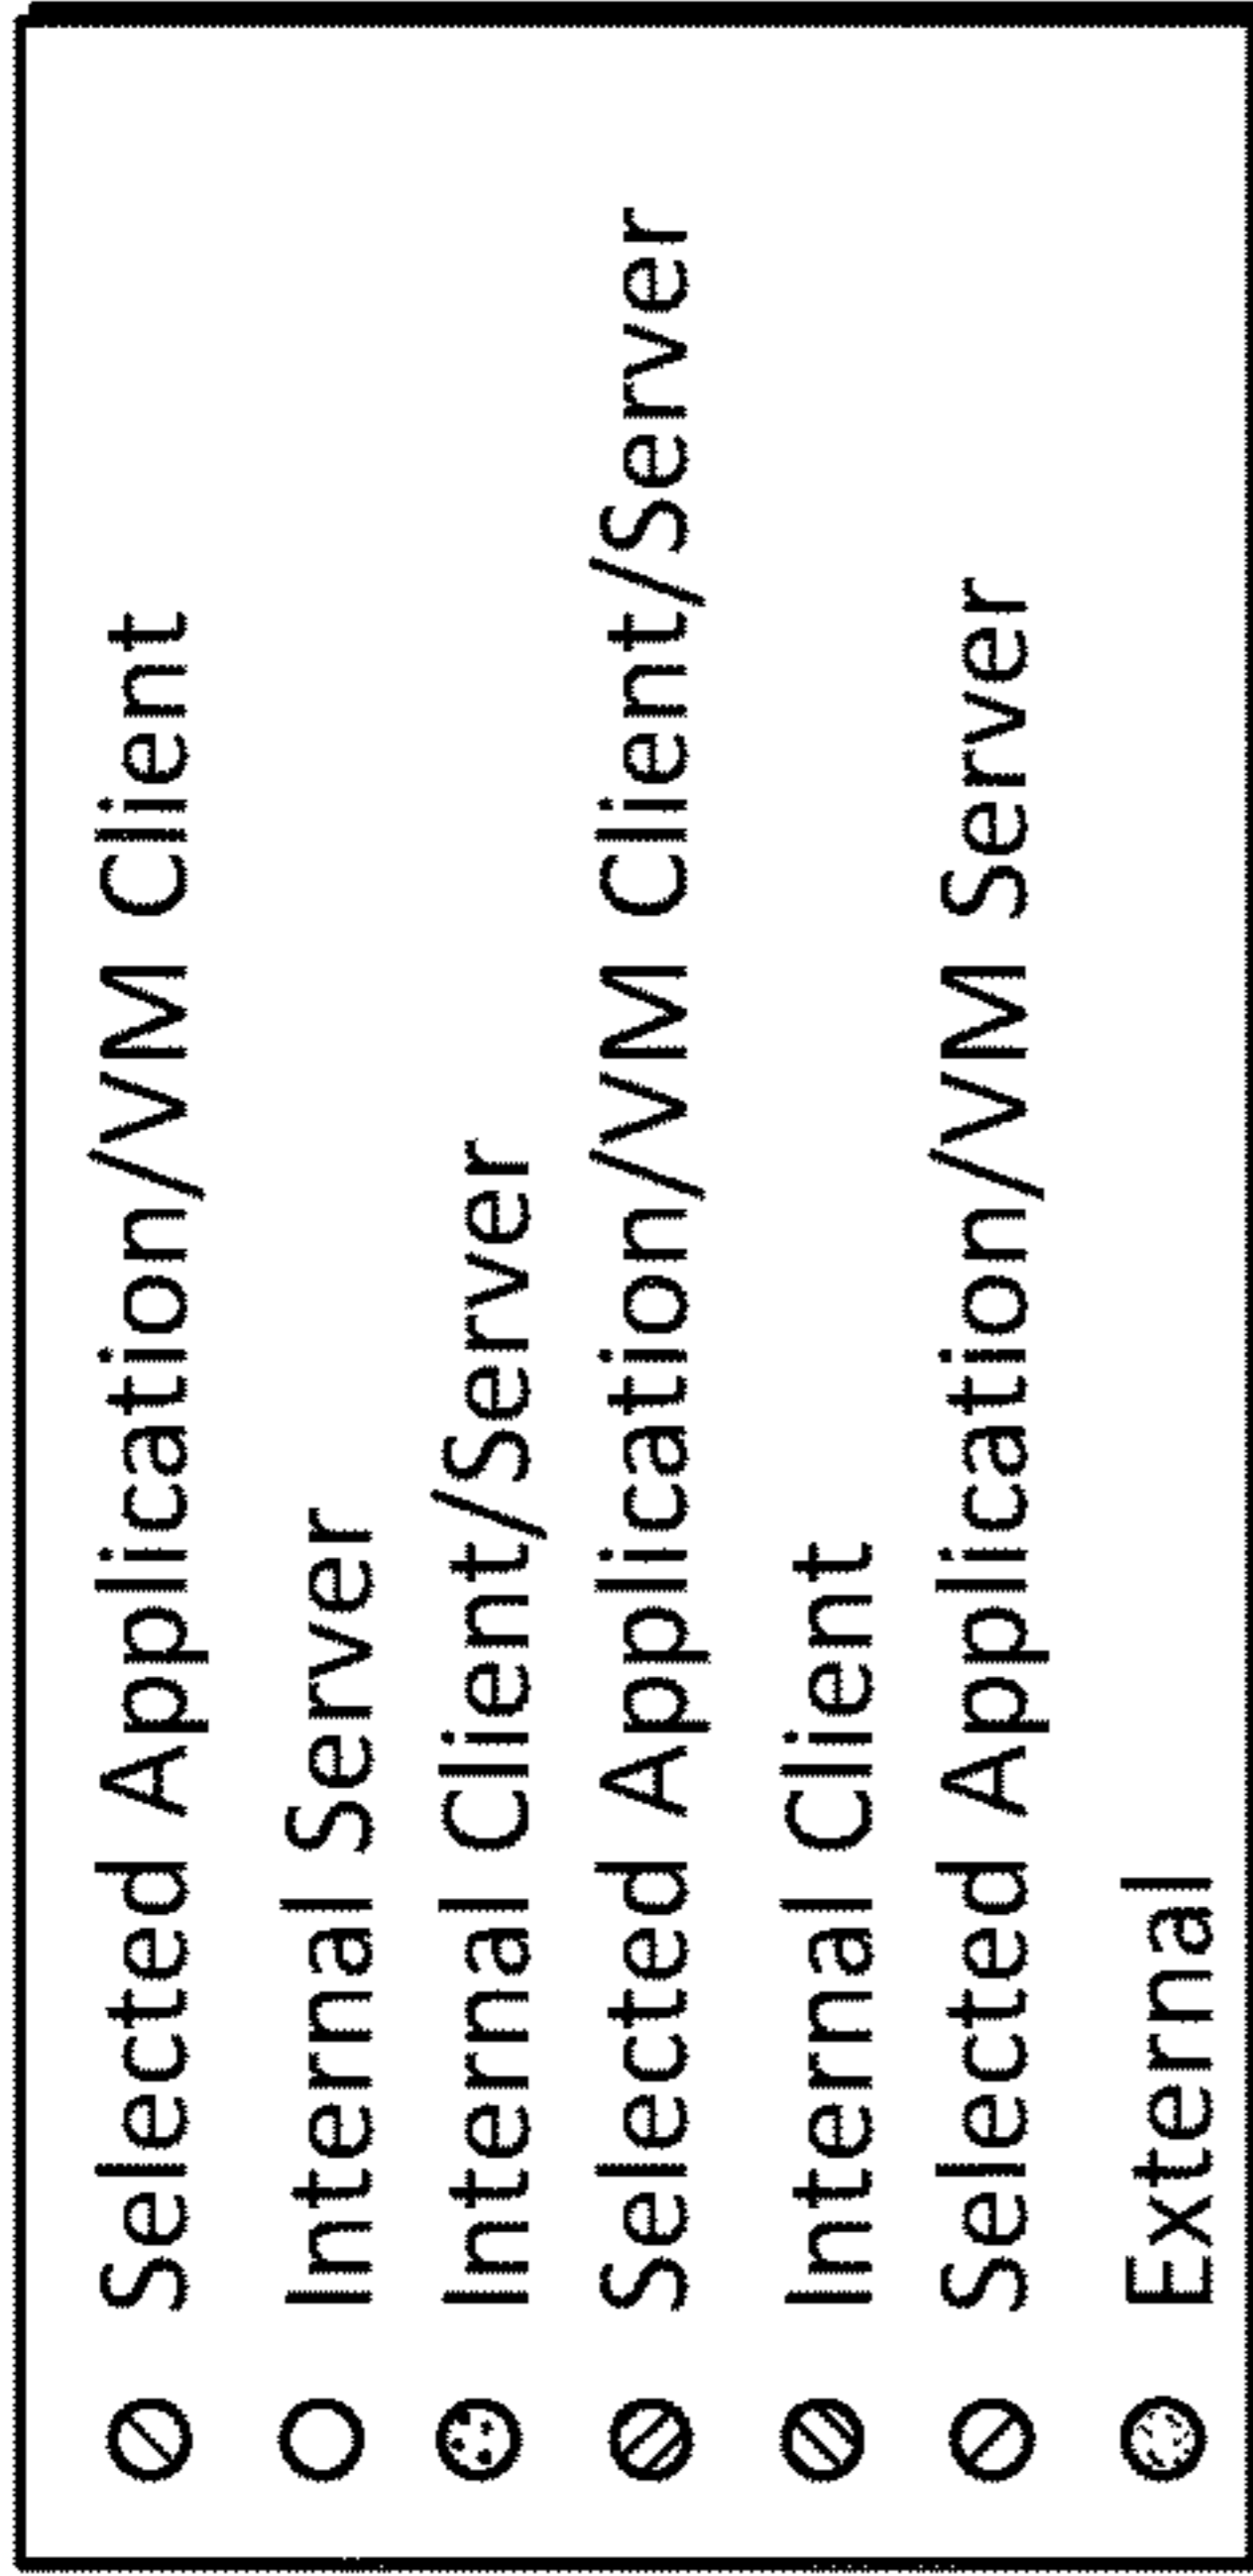 Selected Application/VM Client
Internal Server
Internal Client/Server
Selected Application/VM Client/Server
Internal Client
Selected Application/VM Server
External